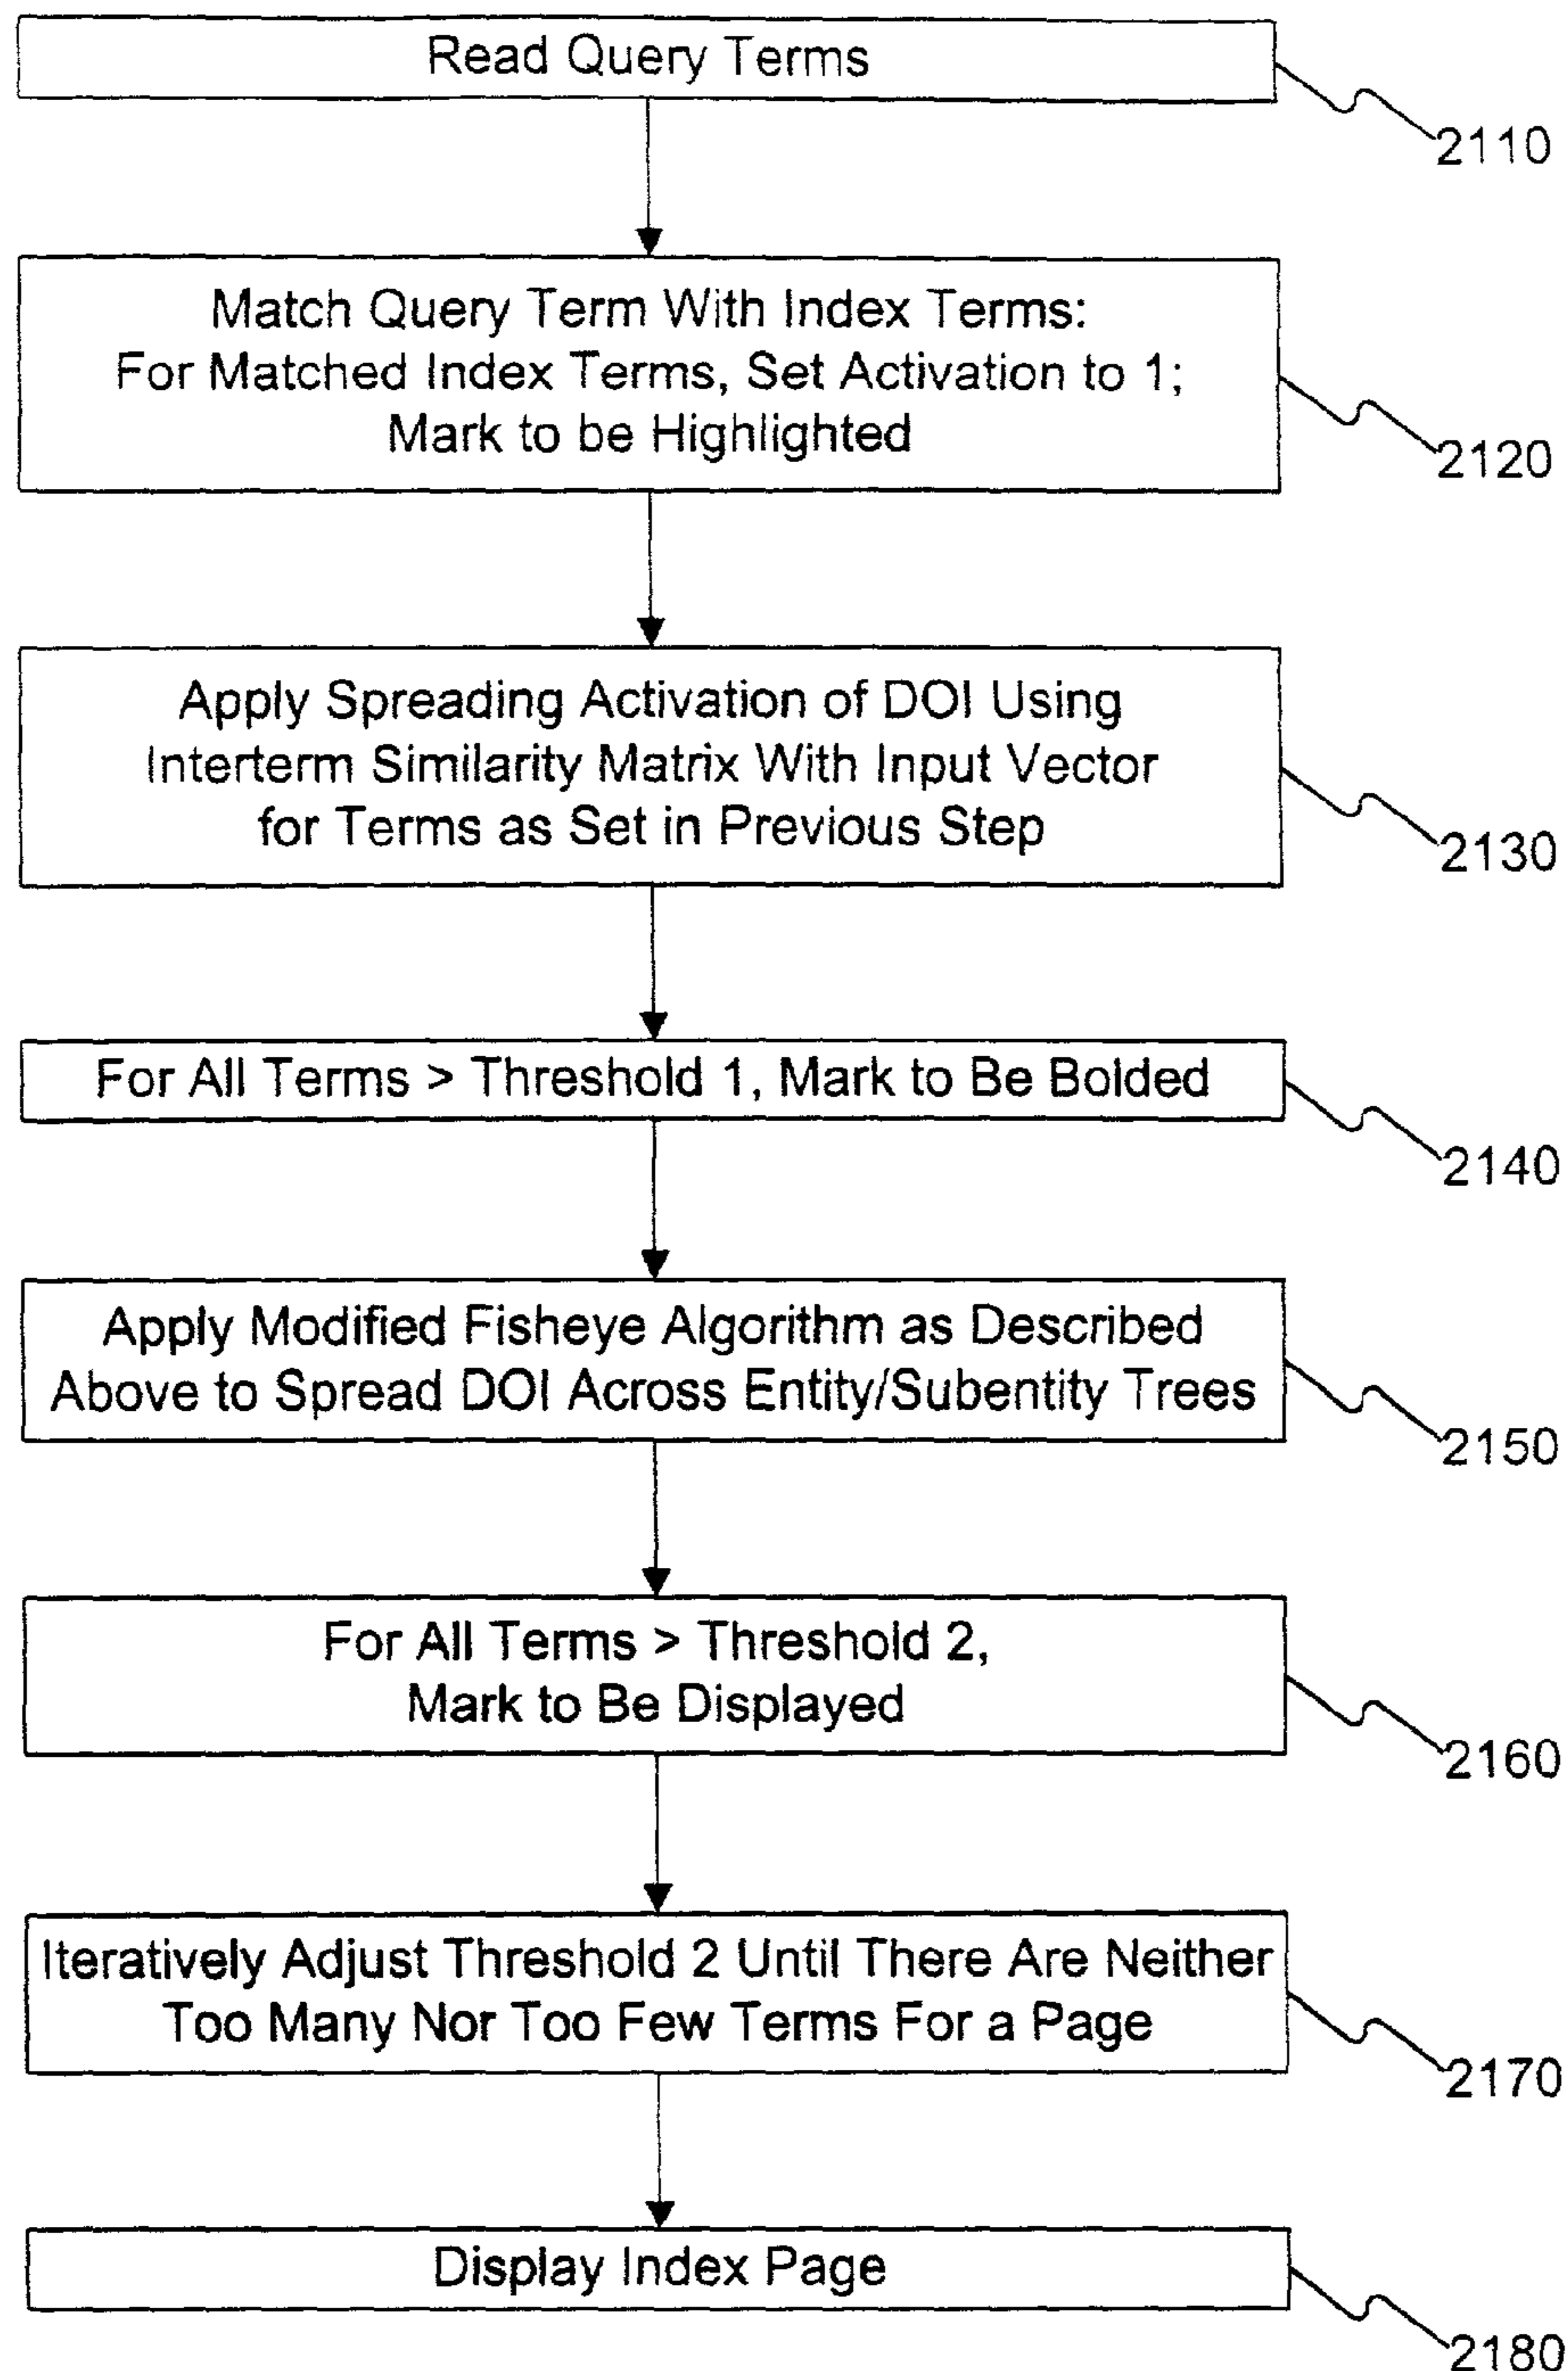 Read Query Terms
2110
Match Query Term With Index Terms:
For Matched Index Terms, Set Activation to 1;
Mark to be Highlighted
2120
Apply Spreading Activation of DOI Using
Interterm Similarity Matrix With Input Vector
for Terms as Set in Previous Step
2130
For All Terms > Threshold 1, Mark to Be Bolded
2140
Apply Modified Fisheye Algorithm as Described
Above to Spread DOI Across Entity/Subentity Trees
2150
For All Terms > Threshold 2,
Mark to Be Displayed
2160
Iteratively Adjust Threshold 2 Until There Are Neither
Too Many Nor Too Few Terms For a Page
2170
Display Index Page
2180